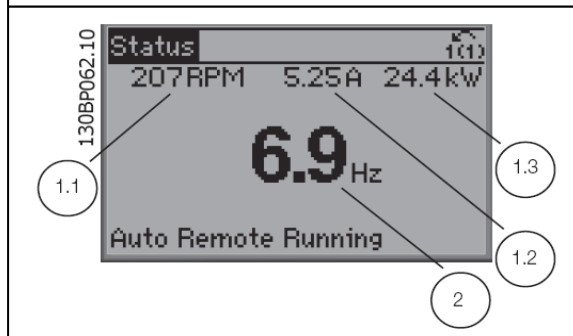 130BP062.10
Status
1(1)
207RPM 5.25A 24.4kW
6.9Hz
Auto Remote Running
1.1
1.3
1.2
2